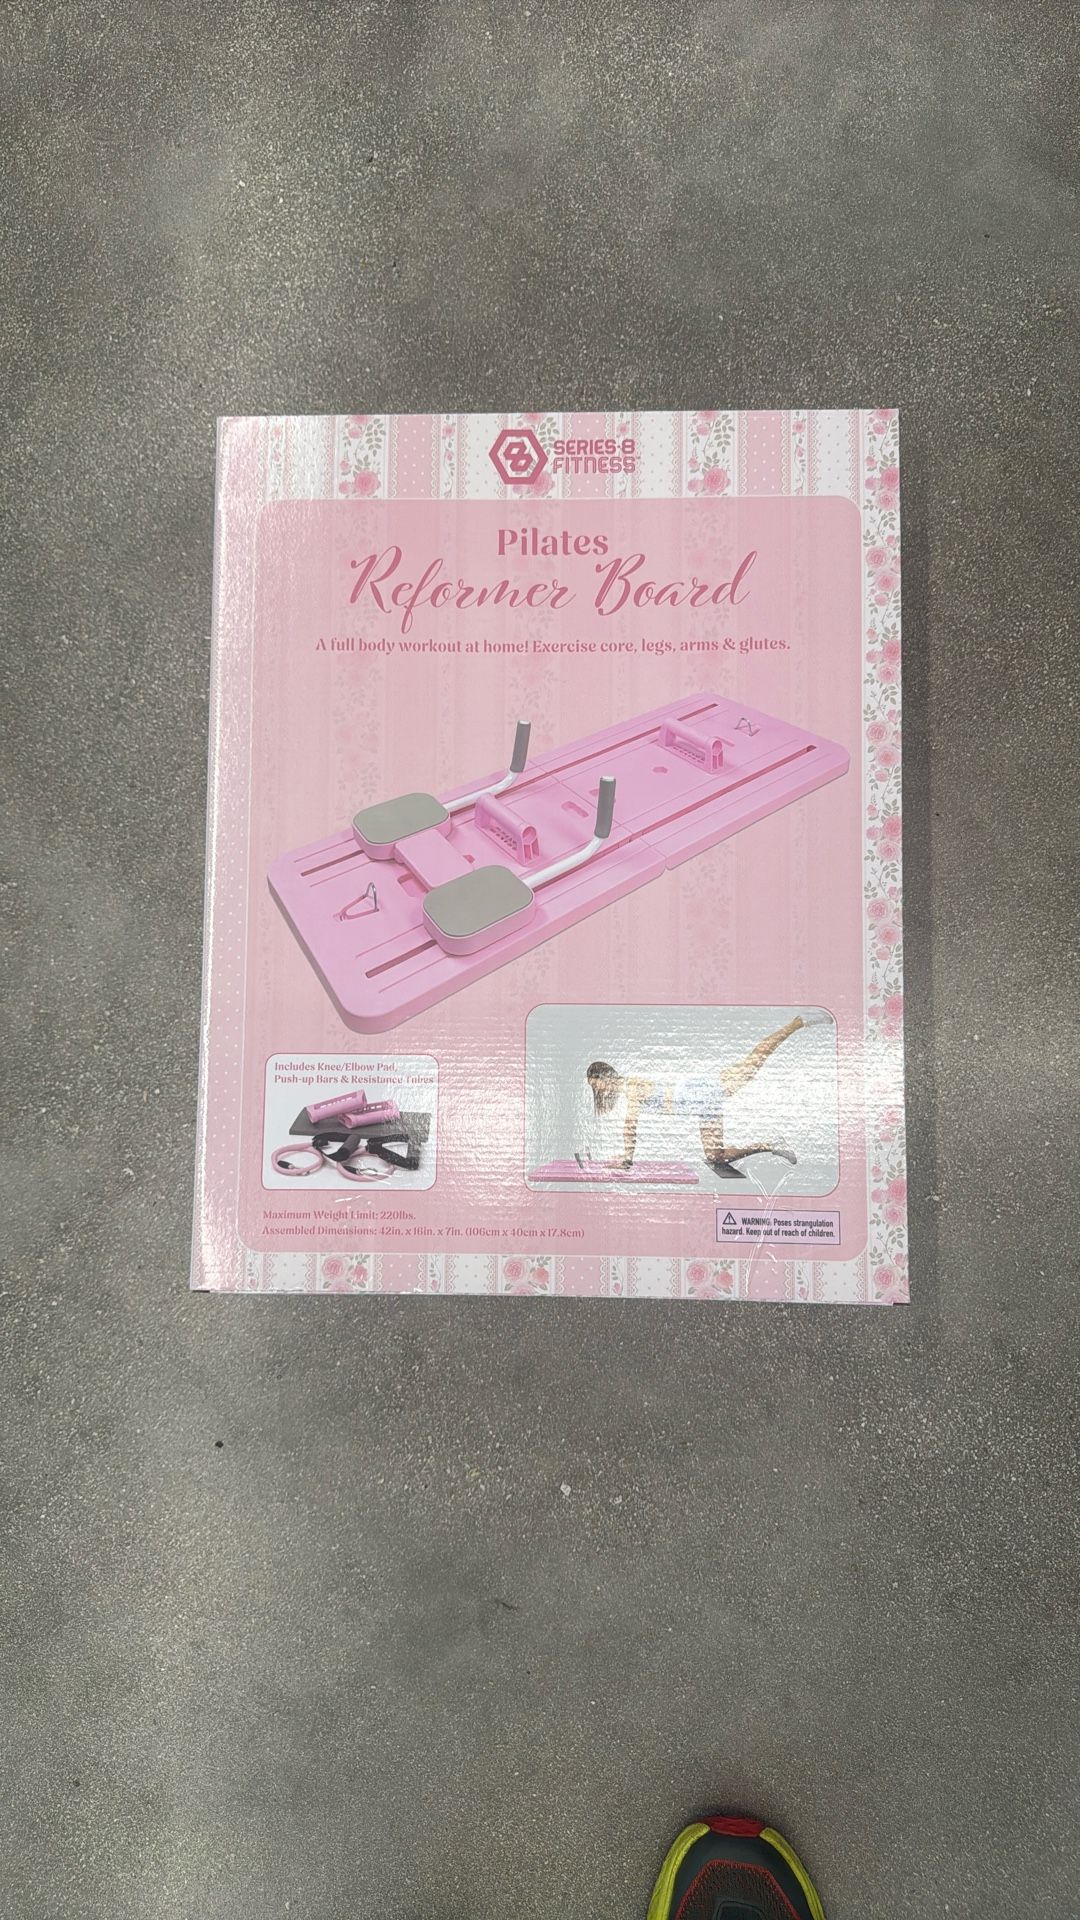 SERIES-8
FITNESS™
Pilates
Reformer Board
A full body workout at home! Exercise core, legs, arms & glutes.
Includes Knee/Elbow Pad,
Push-up Bars & Resistance Tubes
Maximum Weight Limit: 220lbs.
Assembled Dimensions: 42in. x 16in. x 7in. (106cm x 40cm x 17.8cm)
WARNING: Poses strangulation
hazard. Keep out of reach of children.